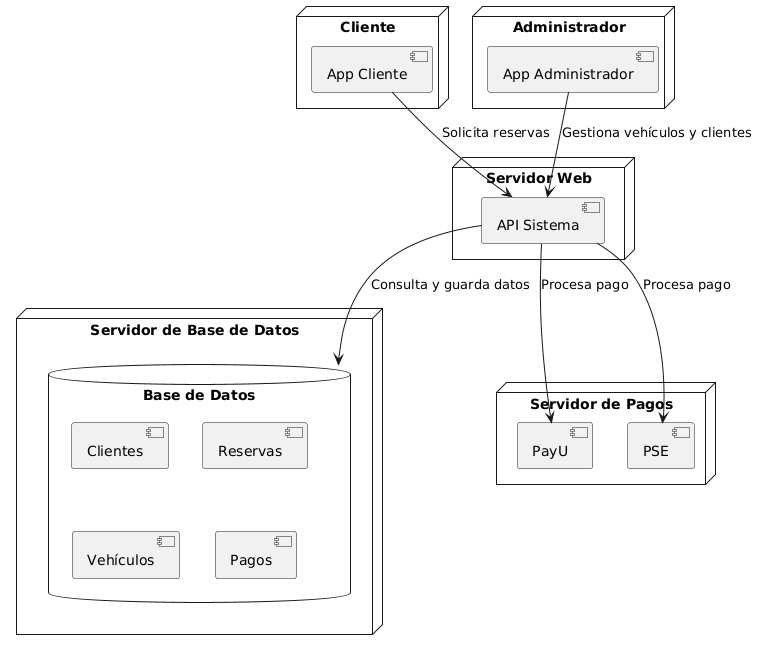 Cliente
App Cliente
Administrador
App Administrador
Solicita reservas
Gestiona vehículos y clientes
Servidor Web
API Sistema
Consulta y guarda datos
Procesa pago
Procesa pago
Servidor de Base de Datos
Base de Datos
Clientes
Reservas
Vehículos
Pagos
Servidor de Pagos
PayU
PSE